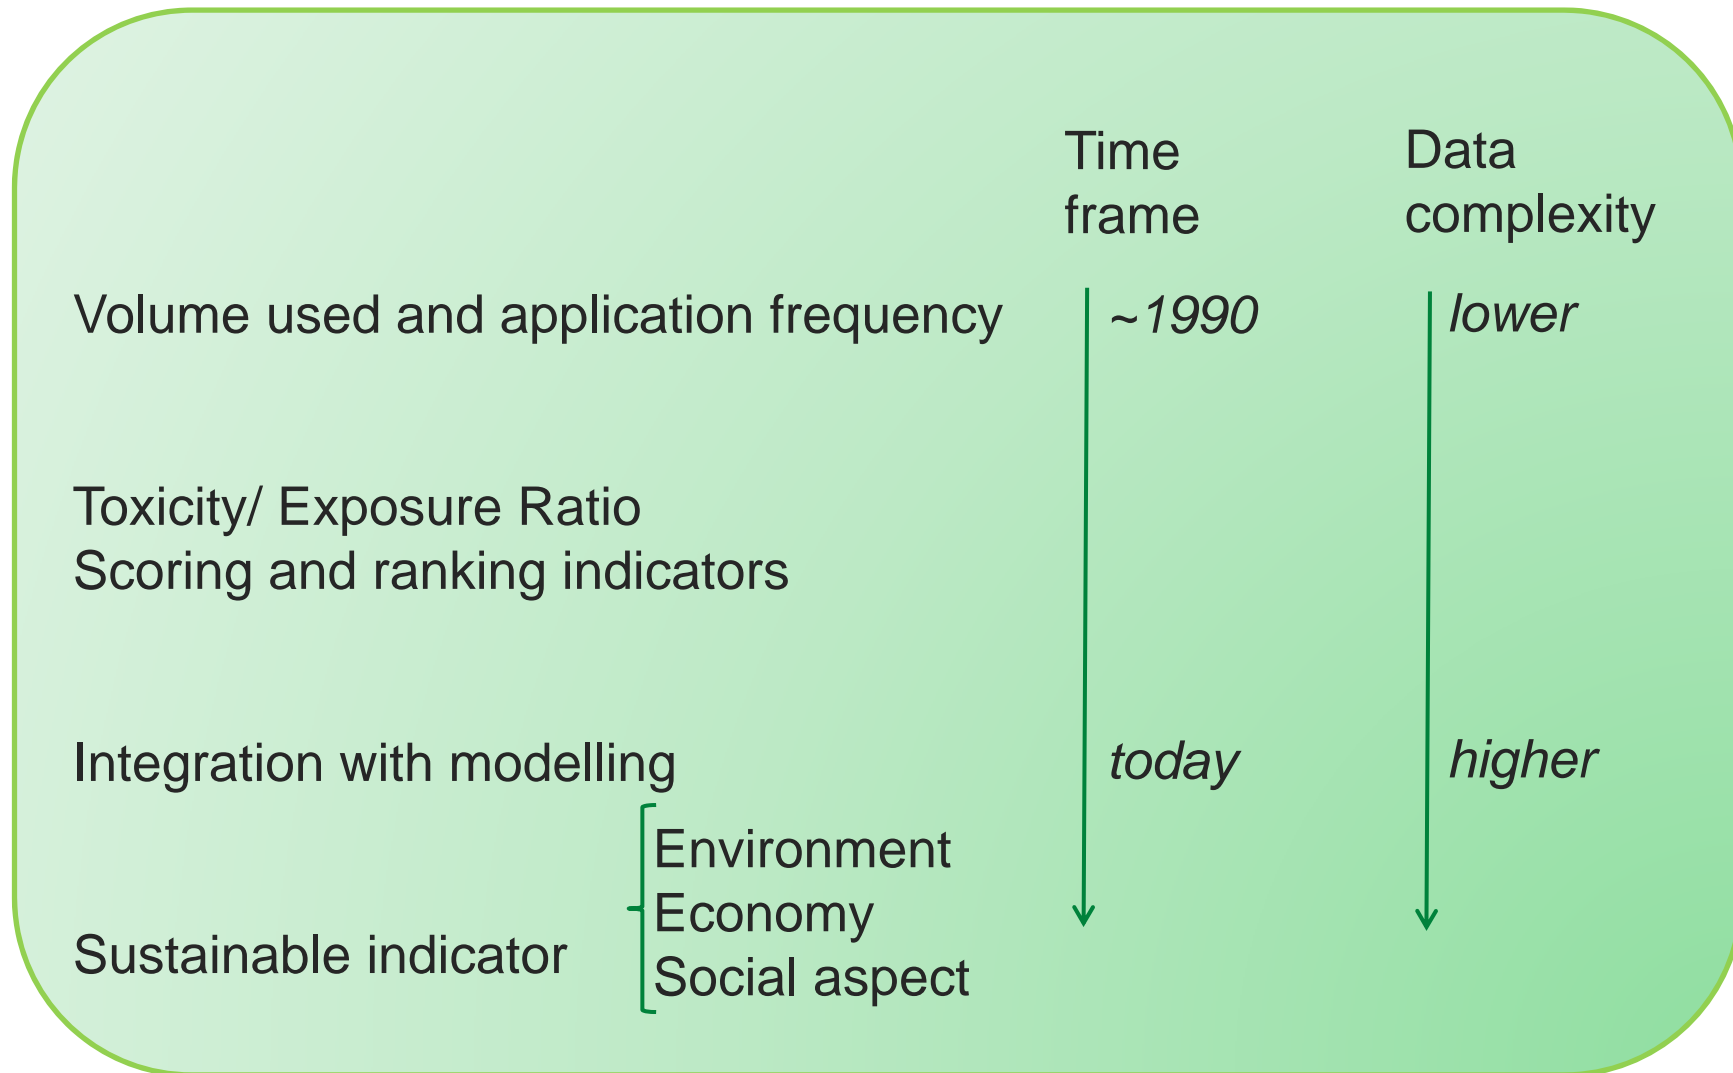 Time
frame
Data
complexity
Volume used and application frequency
~1990
lower
Toxicity/ Exposure Ratio
Scoring and ranking indicators
Integration with modelling
today
higher
Environment
Economy
Sustainable indicator
Social aspect